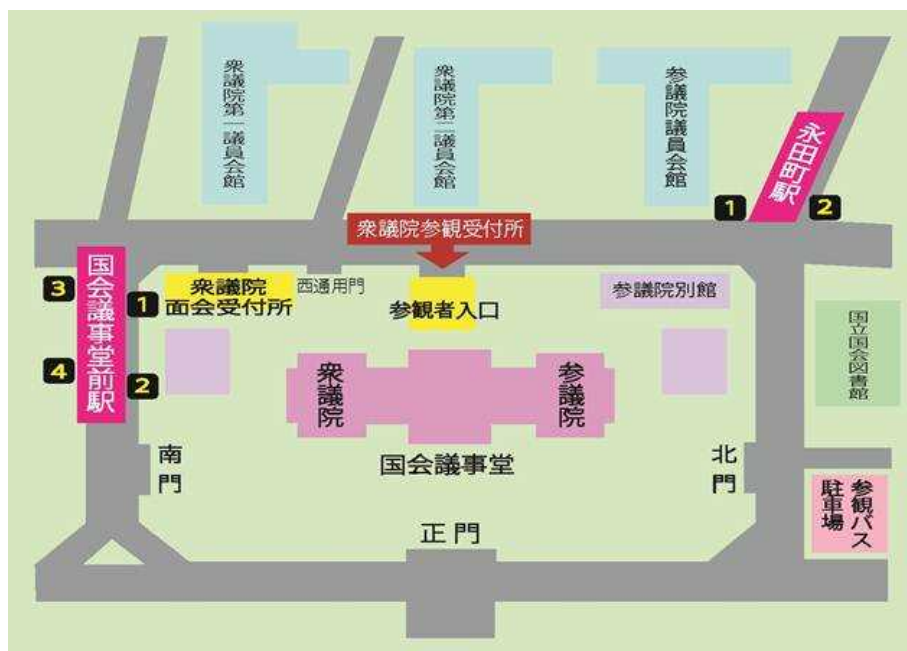 衆議院第一議員会館
衆議院第二議員会館
参議院議員会館
永田町駅
1
2
衆議院参観受付所
国会議事堂前駅
3
1
4
2
衆議院
面会受付所
西通用門
参観者入口
参議院別館
国立国会図書館
衆議院
参議院
国会議事堂
南門
北門
正門
参観バス
駐車場